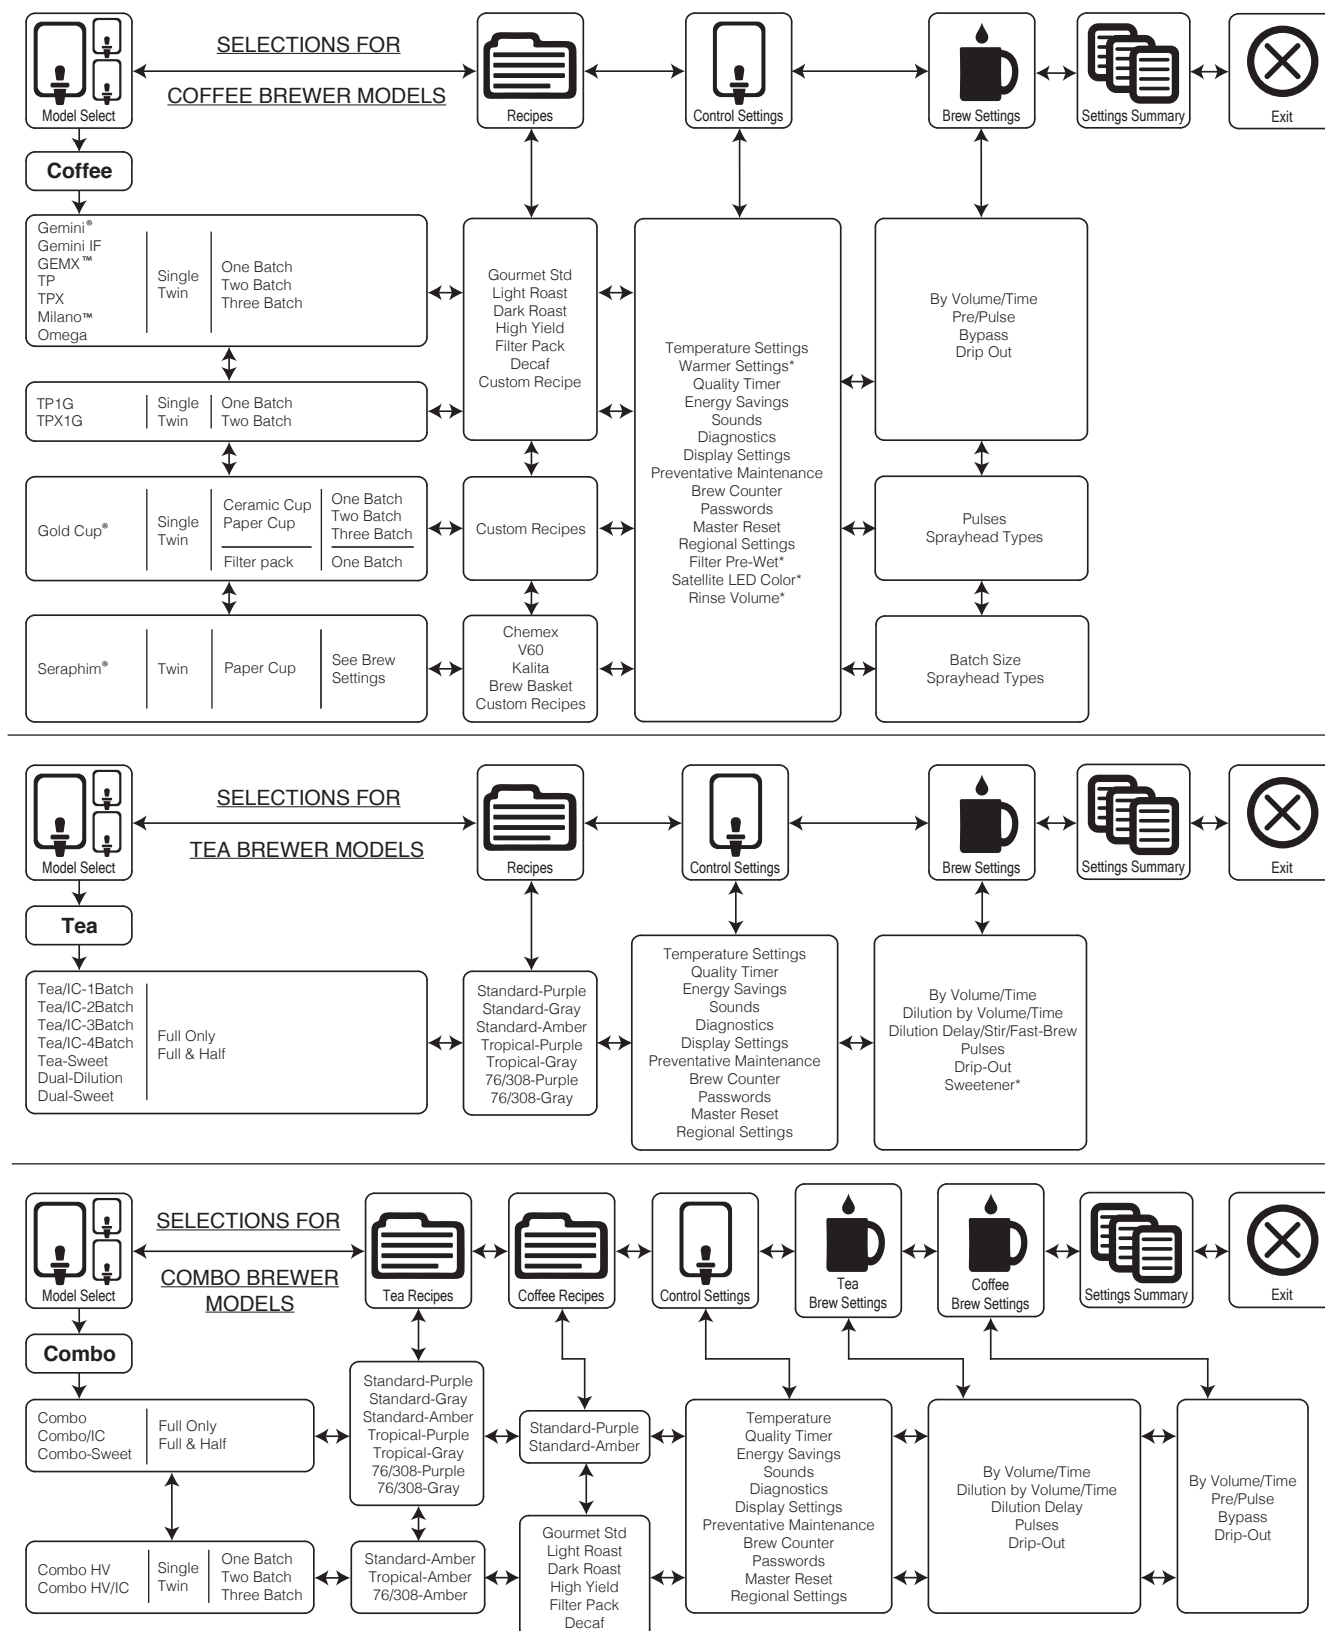 SELECTIONS FOR
COFFEE BREWER MODELS
Model Select
Recipes
Control Settings
Brew Settings
Settings Summary
Exit
Coffee
Gemini®
Gemini IF
GEMX™
TP
TPX
Milano™
Omega
Single
Twin
One Batch
Two Batch
Three Batch
Gourmet Std
Light Roast
Dark Roast
High Yield
Filter Pack
Decaf
Custom Recipe
Temperature Settings
Warmer Settings*
Quality Timer
Energy Savings
Sounds
Diagnostics
Display Settings
Preventative Maintenance
Brew Counter
Passwords
Master Reset
Regional Settings
Filter Pre-Wet*
Satellite LED Color*
Rinse Volume*
By Volume/Time
Pre/Pulse
Bypass
Drip Out
TP1G
TPX1G
Single
Twin
One Batch
Two Batch
Gold Cup®
Single
Twin
Ceramic Cup
Paper Cup
Filter pack
One Batch
Two Batch
Three Batch
One Batch
Custom Recipes
Pulses
Sprayhead Types
Seraphim®
Twin
Paper Cup
See Brew
Settings
Chemex
V60
Kalita
Brew Basket
Custom Recipes
Batch Size
Sprayhead Types
SELECTIONS FOR
TEA BREWER MODELS
Model Select
Recipes
Control Settings
Brew Settings
Settings Summary
Exit
Tea
Tea/IC-1Batch
Tea/IC-2Batch
Tea/IC-3Batch
Tea/IC-4Batch
Tea-Sweet
Dual-Dilution
Dual-Sweet
Full Only
Full & Half
Standard-Purple
Standard-Gray
Standard-Amber
Tropical-Purple
Tropical-Gray
76/308-Purple
76/308-Gray
Temperature Settings
Quality Timer
Energy Savings
Sounds
Diagnostics
Display Settings
Preventative Maintenance
Brew Counter
Passwords
Master Reset
Regional Settings
By Volume/Time
Dilution by Volume/Time
Dilution Delay/Stir/Fast-Brew
Pulses
Drip-Out
Sweetener*
SELECTIONS FOR
COMBO BREWER
MODELS
Model Select
Tea Recipes
Coffee Recipes
Control Settings
Tea
Brew Settings
Coffee
Brew Settings
Settings Summary
Exit
Combo
Combo
Combo/IC
Combo-Sweet
Full Only
Full & Half
Standard-Purple
Standard-Gray
Standard-Amber
Tropical-Purple
Tropical-Gray
76/308-Purple
76/308-Gray
Standard-Purple
Standard-Amber
Temperature
Quality Timer
Energy Savings
Sounds
Diagnostics
Display Settings
Preventative Maintenance
Brew Counter
Passwords
Master Reset
Regional Settings
By Volume/Time
Dilution by Volume/Time
Dilution Delay
Pulses
Drip-Out
By Volume/Time
Pre/Pulse
Bypass
Drip-Out
Combo HV
Combo HV/IC
Single
Twin
One Batch
Two Batch
Three Batch
Standard-Amber
Tropical-Amber
76/308-Amber
Gourmet Std
Light Roast
Dark Roast
High Yield
Filter Pack
Decaf